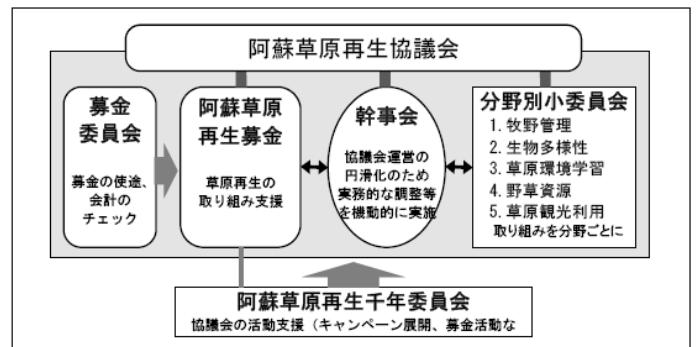 阿蘇草原再生協議会
募金
委員会
募金の使途、
会計の
チェック
阿蘇草原
再生募金
草原再生の
取り組み支援
幹事会
協議会運営の
円滑化のため
実務的な調整等
を機動的に実施
分野別小委員会
1. 牧野管理
2. 生物多様性
3. 草原環境学習
4. 野草資源
5. 草原観光利用
取り組みを分野ごとに
阿蘇草原再生千年委員会
協議会の活動支援（キャンペーン展開、募金活動な